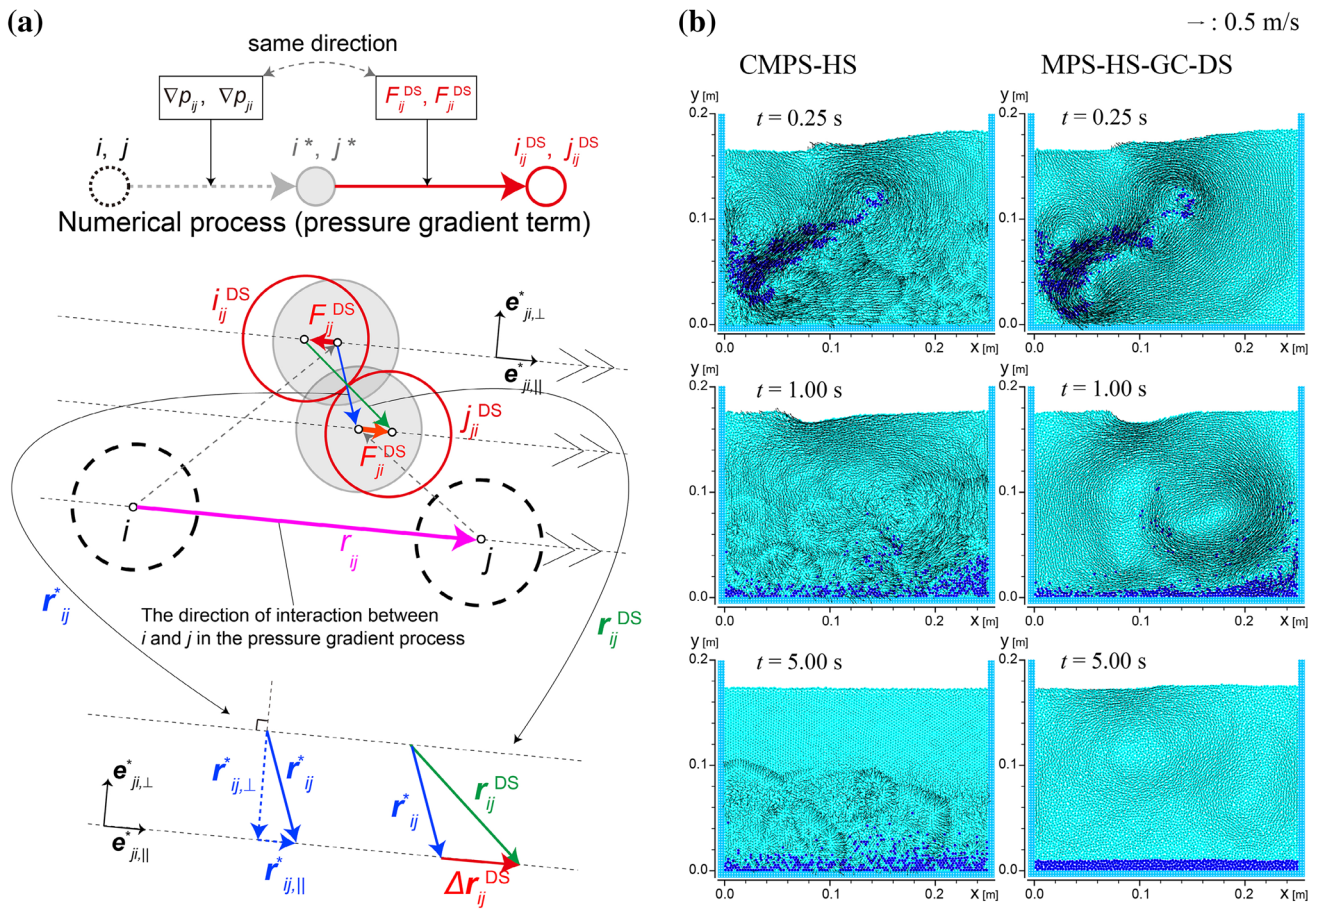 (a)
same direction
∇p_ij, ∇p_ji
F_ij^DS, F_ji^DS
i, j
i*, j*
i_ij^DS, j_ij^DS
Numerical process (pressure gradient term)
i_ij^DS
F_jj^DS
e*_ji,⊥
e*_ji,||
j_ji^DS
F_ji^DS
i
r_ij
j
r*_ij
The direction of interaction between
i and j in the pressure gradient process
r_ij^DS
e*_ji,⊥
e*_ji,||
r*_ij,⊥
r*_ij
r*_ij,||
r*_ij
r_ij^DS
Δr_ij^DS
(b)
→ : 0.5 m/s
CMPS-HS
MPS-HS-GC-DS
y [m]
0.2
t = 0.25 s
0.1
0.0
0.0 0.1 0.2 x [m]
y [m]
0.2
t = 0.25 s
0.1
0.0
0.0 0.1 0.2 x [m]
y [m]
0.2
t = 1.00 s
0.1
0.0
0.0 0.1 0.2 x [m]
y [m]
0.2
t = 1.00 s
0.1
0.0
0.0 0.1 0.2 x [m]
y [m]
0.2
t = 5.00 s
0.1
0.0
0.0 0.1 0.2 x [m]
y [m]
0.2
t = 5.00 s
0.1
0.0
0.0 0.1 0.2 x [m]